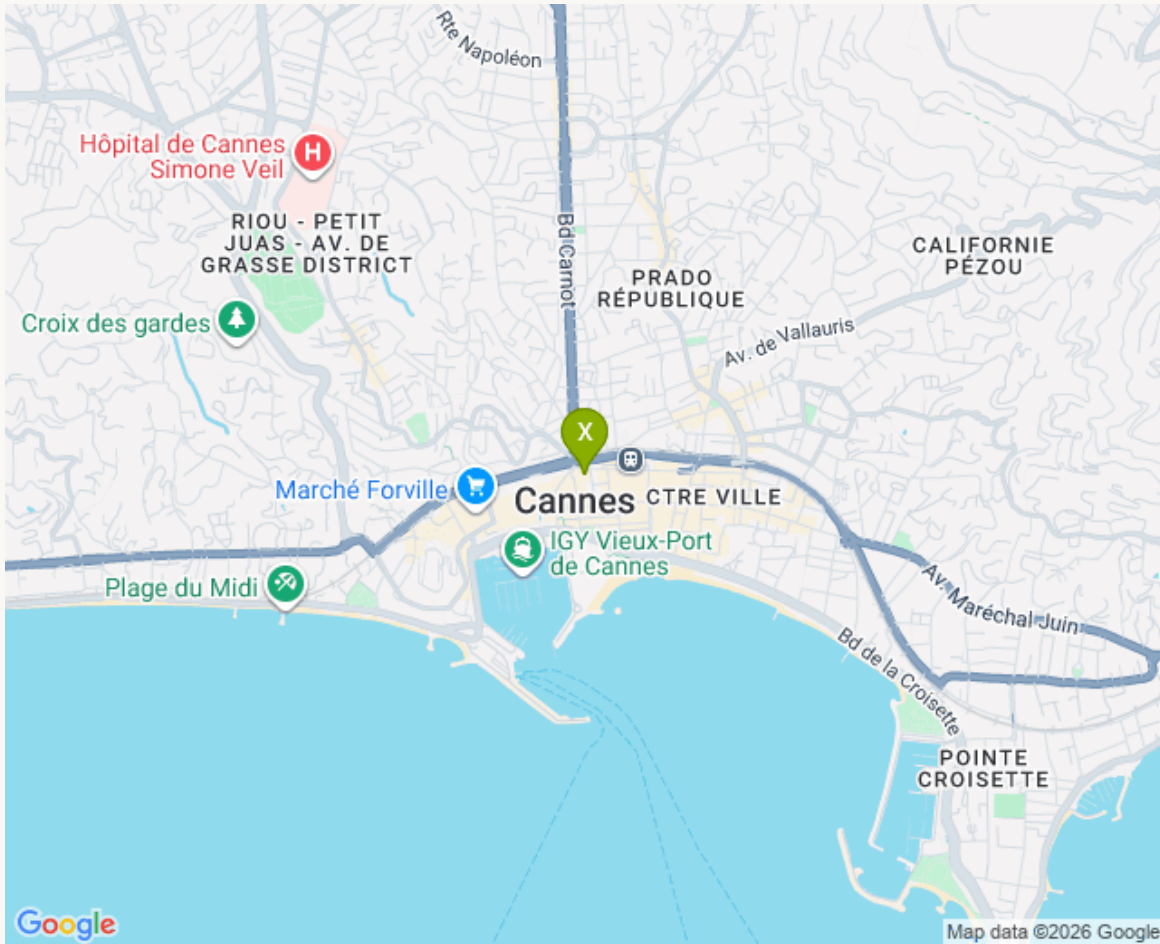 Rte Napoléon
Hôpital de Cannes
Simone Veil
H
RIOU - PETIT
JUAS - AV. DE
GRASSE DISTRICT
Bd Carnot
CALIFORNIE
PÉZOU
PRADO
RÉPUBLIQUE
Croix des gardes
Av. de Vallauris
X
Marché Forville
Cannes
CTRE VILLE
IGY Vieux-Port
de Cannes
Plage du Midi
Av. Maréchal Juin
Bd de la Croisette
POINTE
CROISETTE
Google
Map data ©2026 Google